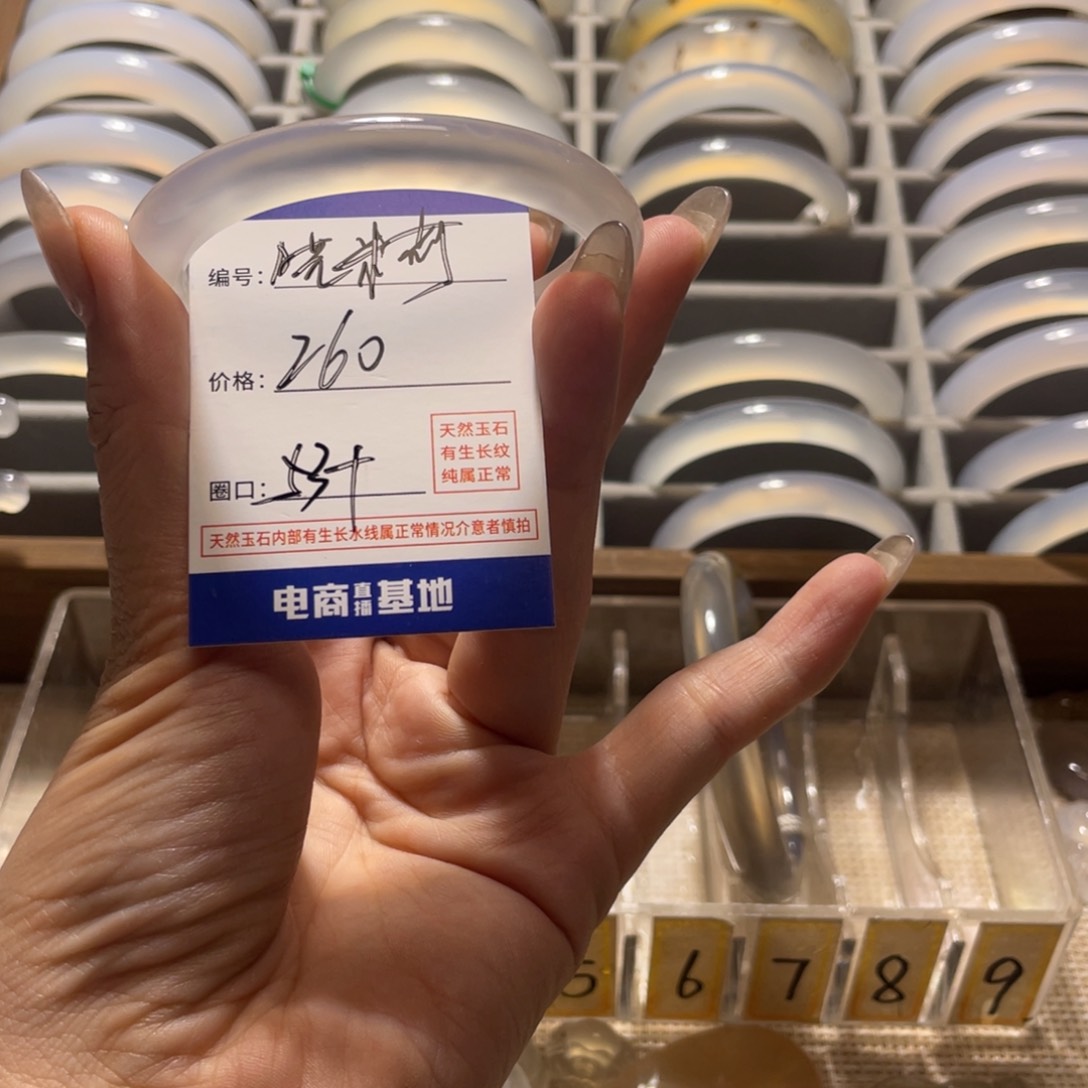 编号：
价格：260
天然玉石
有生长纹
纯属正常
圈口：53+
天然玉石内部有生长水线属正常情况介意者慎拍
电商直播基地
5 6 7 8 9